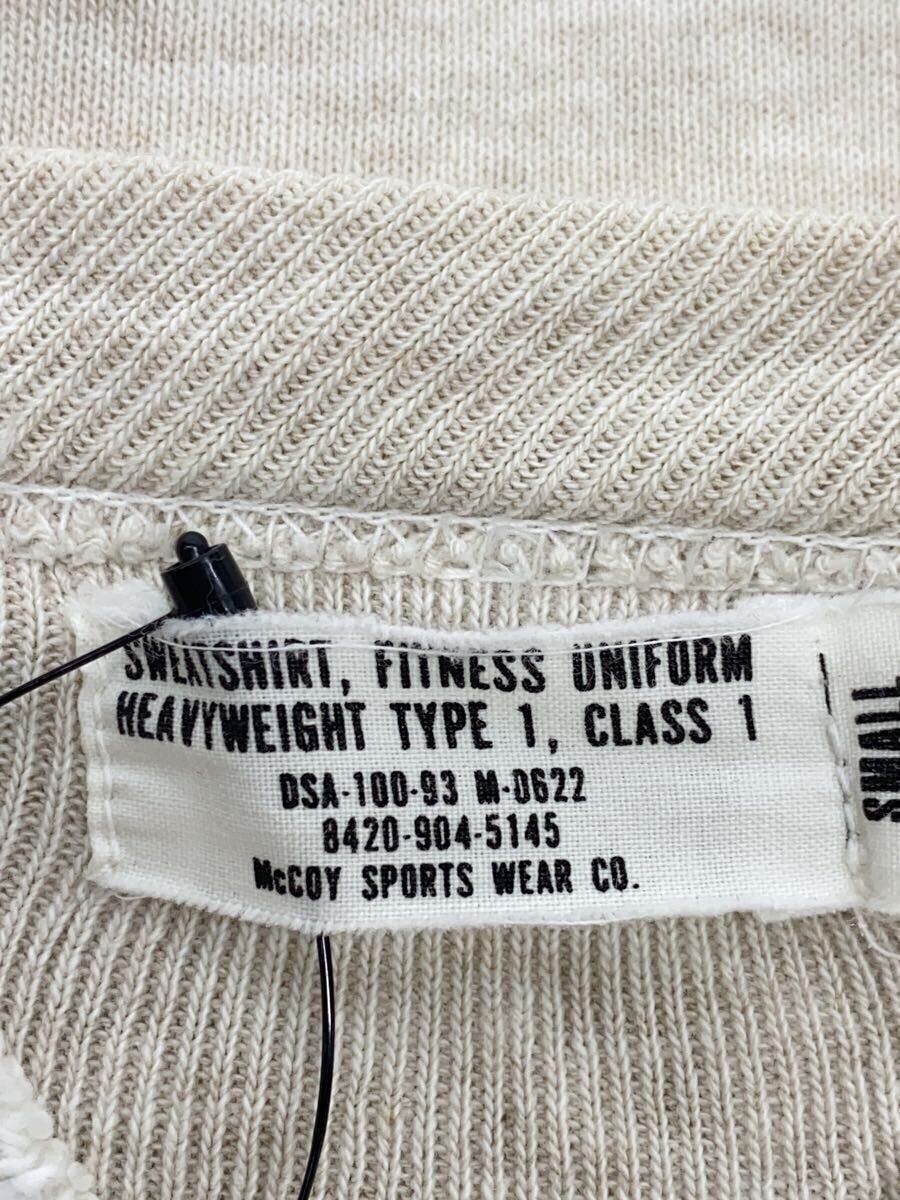 SWEATSHIRT, FITNESS UNIFORM
HEAVYWEIGHT TYPE 1, CLASS 1
DSA-100-93 M-0622
8420-904-5145
McCOY SPORTS WEAR CO.
SMALL